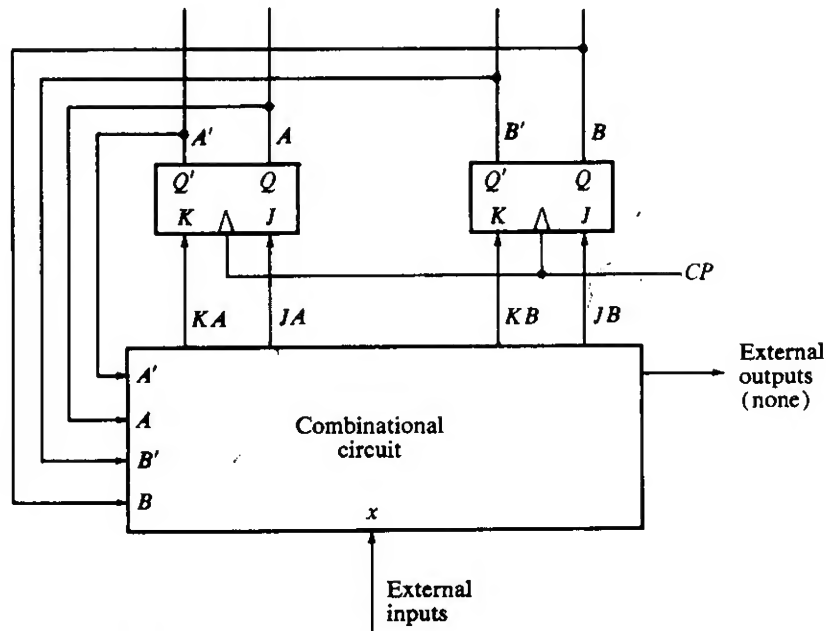 A' A B' B
Q' Q Q' Q
K J K J
CP
KA JA KB JB
External
outputs
(none)
A'
A
Combinational
circuit
B'
B
x
External
inputs